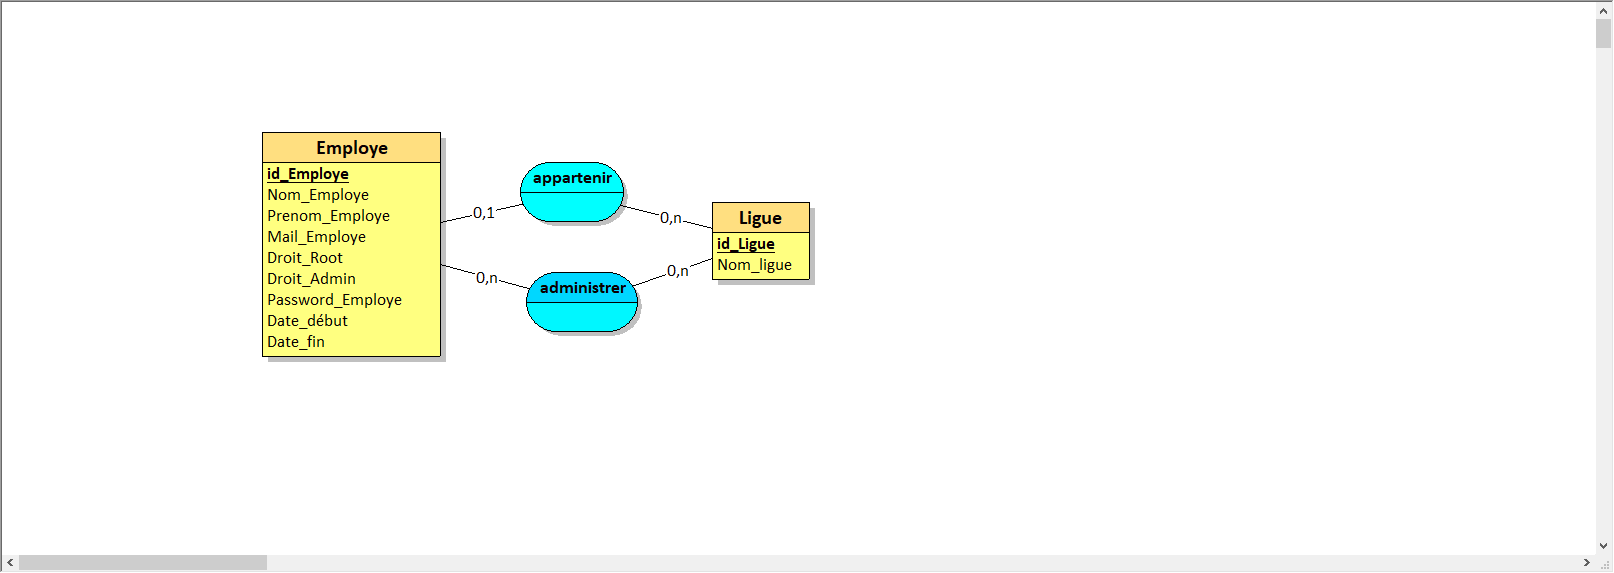 Employe
id_Employe
Nom_Employe
Prenom_Employe
Mail_Employe
Droit_Root
Droit_Admin
Password_Employe
Date_début
Date_fin
appartenir
0,1
0,n
administrer
0,n
0,n
Ligue
id_Ligue
Nom_ligue